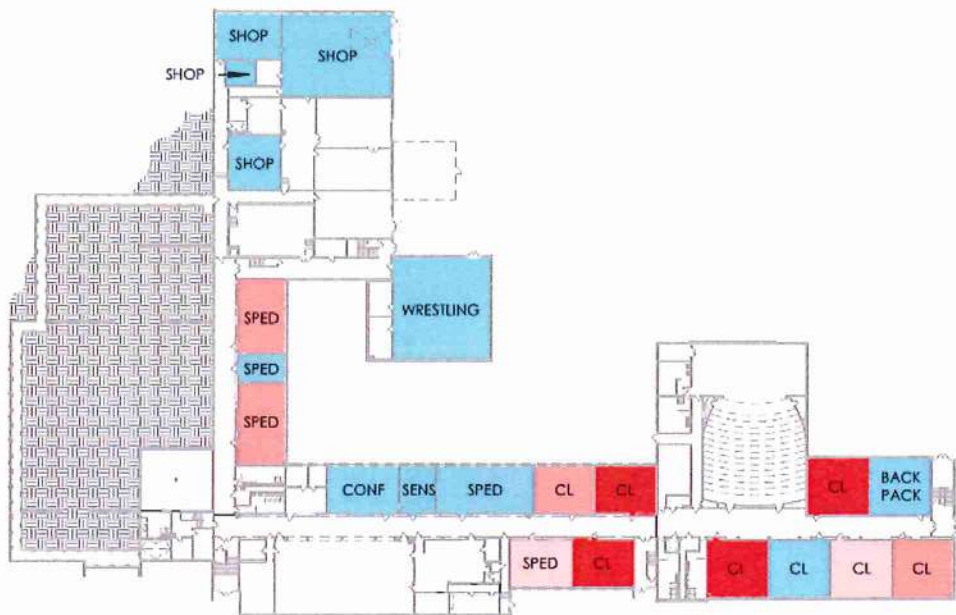 SHOP
SHOP
SHOP
SHOP
WRESTLING
SPED
SPED
SPED
CONF
SENS
SPED
CL
CL
CL
BACK
PACK
SPED
CL
CL
CL
CL
CL